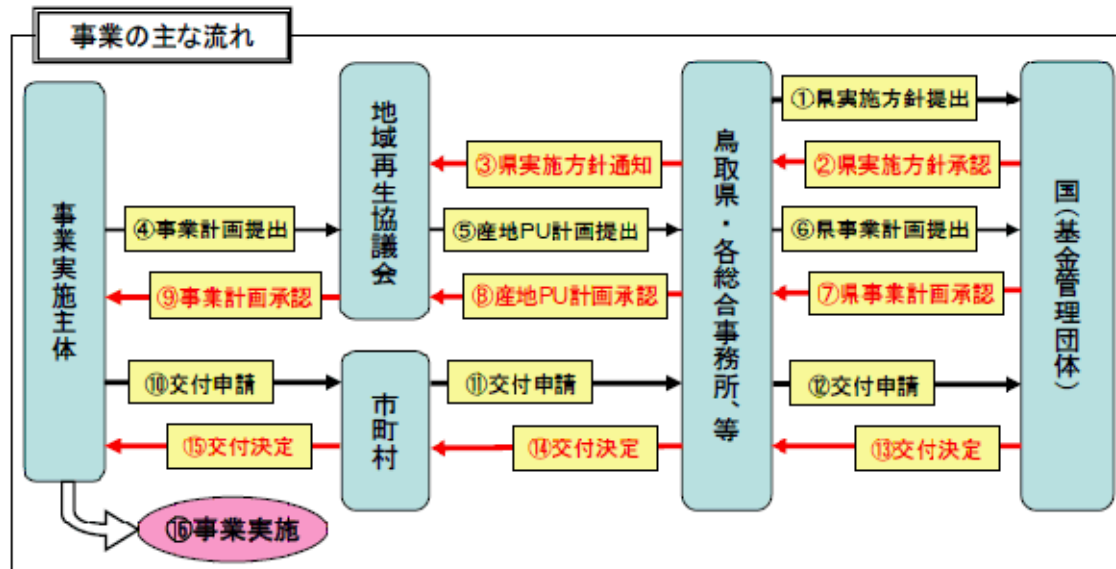 事業の主な流れ
事業実施主体
地域再生協議会
市町村
鳥取県・各総合事務所、等
国(基金管理団体)
①県実施方針提出
②県実施方針承認
③県実施方針通知
④事業計画提出
⑤産地PU計画提出
⑥県事業計画提出
⑦県事業計画承認
⑧産地PU計画承認
⑨事業計画承認
⑩交付申請
⑪交付申請
⑫交付申請
⑬交付決定
⑭交付決定
⑮交付決定
⑯事業実施